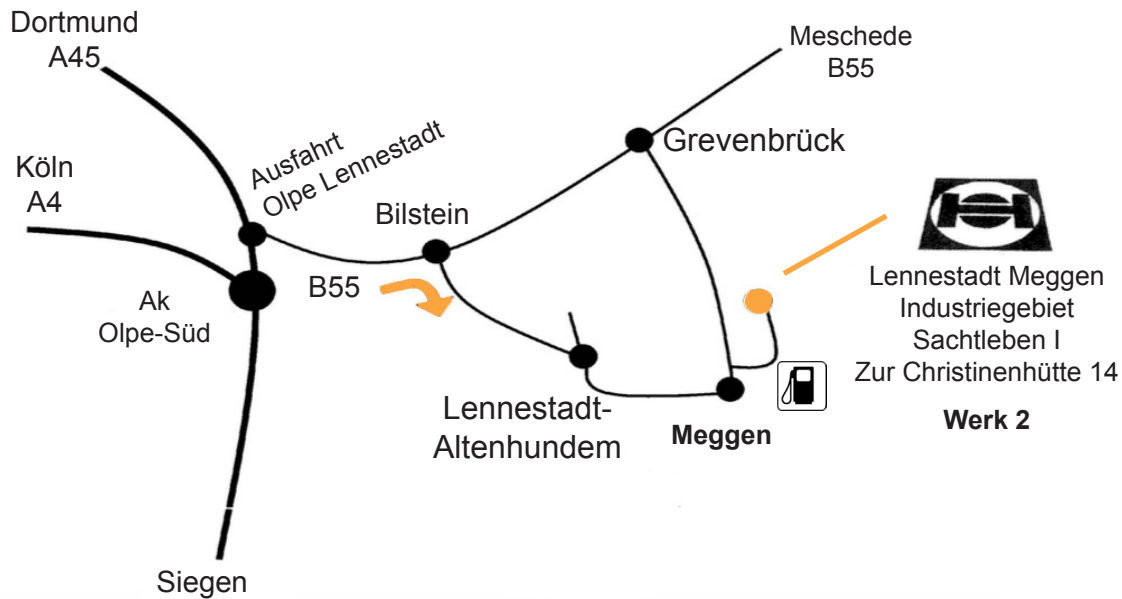 Dortmund
A45
Meschede
B55
Ausfahrt
Olpe Lennestadt
Grevenbrück
Köln
A4
Bilstein
B55
Ak
Olpe-Süd
Lennestadt Meggen
Industriegebiet
Sachtleben I
Zur Christinenhütte 14
Werk 2
Lennestadt-
Altenhundem
Meggen
Siegen